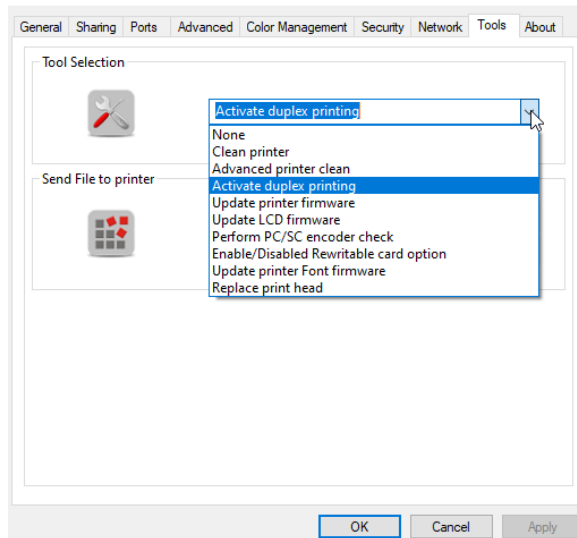 General Sharing Ports Advanced Color Management Security Network Tools About
Tool Selection
Activate duplex printing
None
Clean printer
Advanced printer clean
Activate duplex printing
Update printer firmware
Update LCD firmware
Perform PC/SC encoder check
Enable/Disabled Rewritable card option
Update printer Font firmware
Replace print head
Send File to printer
OK Cancel Apply